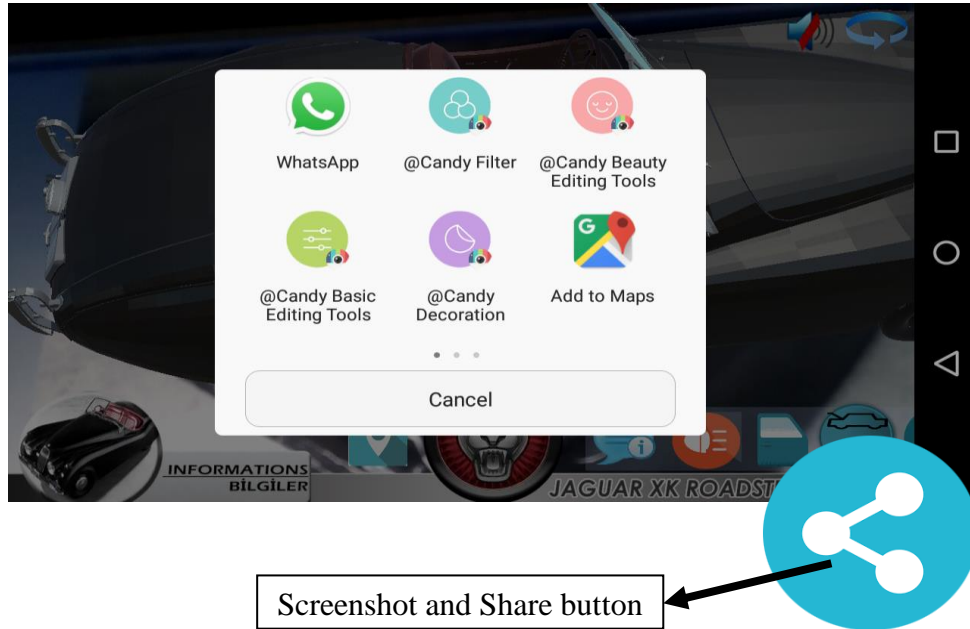 WhatsApp
@Candy Filter
@Candy Beauty
Editing Tools
G
@Candy Basic
Editing Tools
@Candy
Decoration
Add to Maps
Cancel
INFORMATIONS
BİLGİLER
JAGUAR XK ROADST
Screenshot and Share button